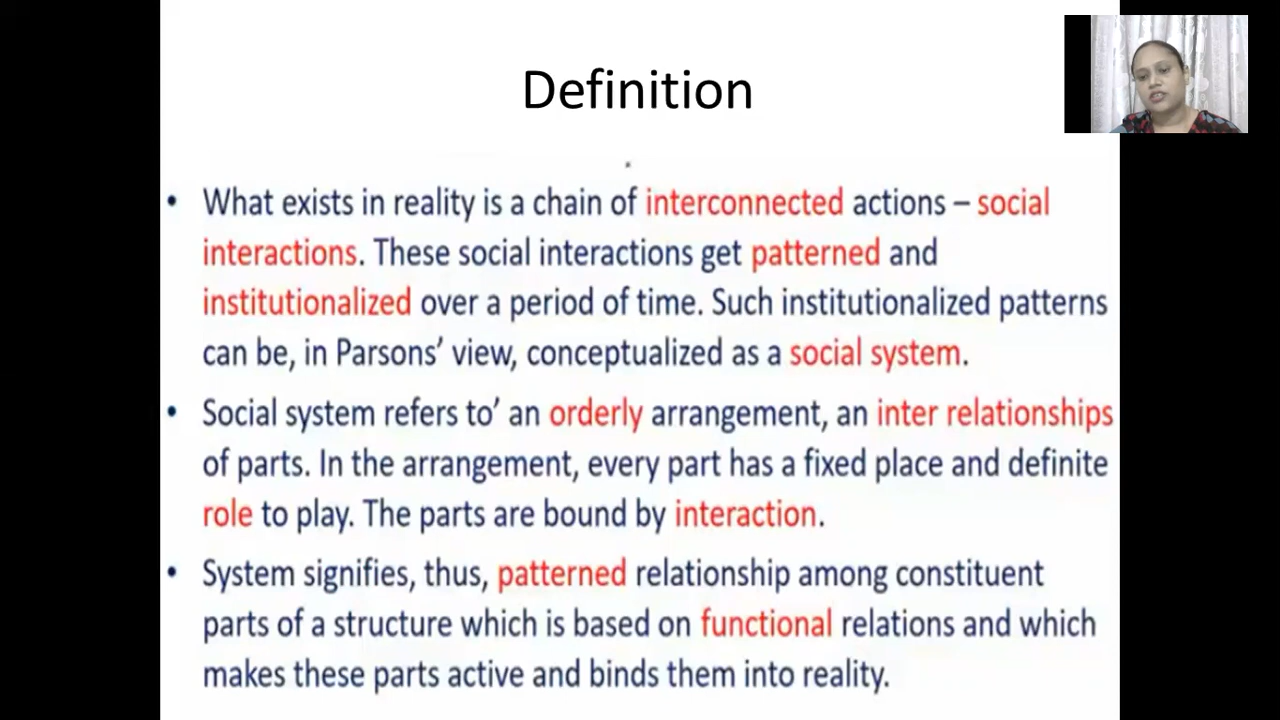 Definition
• What exists in reality is a chain of interconnected actions – social
interactions. These social interactions get patterned and
institutionalized over a period of time. Such institutionalized patterns
can be, in Parsons’ view, conceptualized as a social system.
• Social system refers to’ an orderly arrangement, an inter relationships
of parts. In the arrangement, every part has a fixed place and definite
role to play. The parts are bound by interaction.
• System signifies, thus, patterned relationship among constituent
parts of a structure which is based on functional relations and which
makes these parts active and binds them into reality.